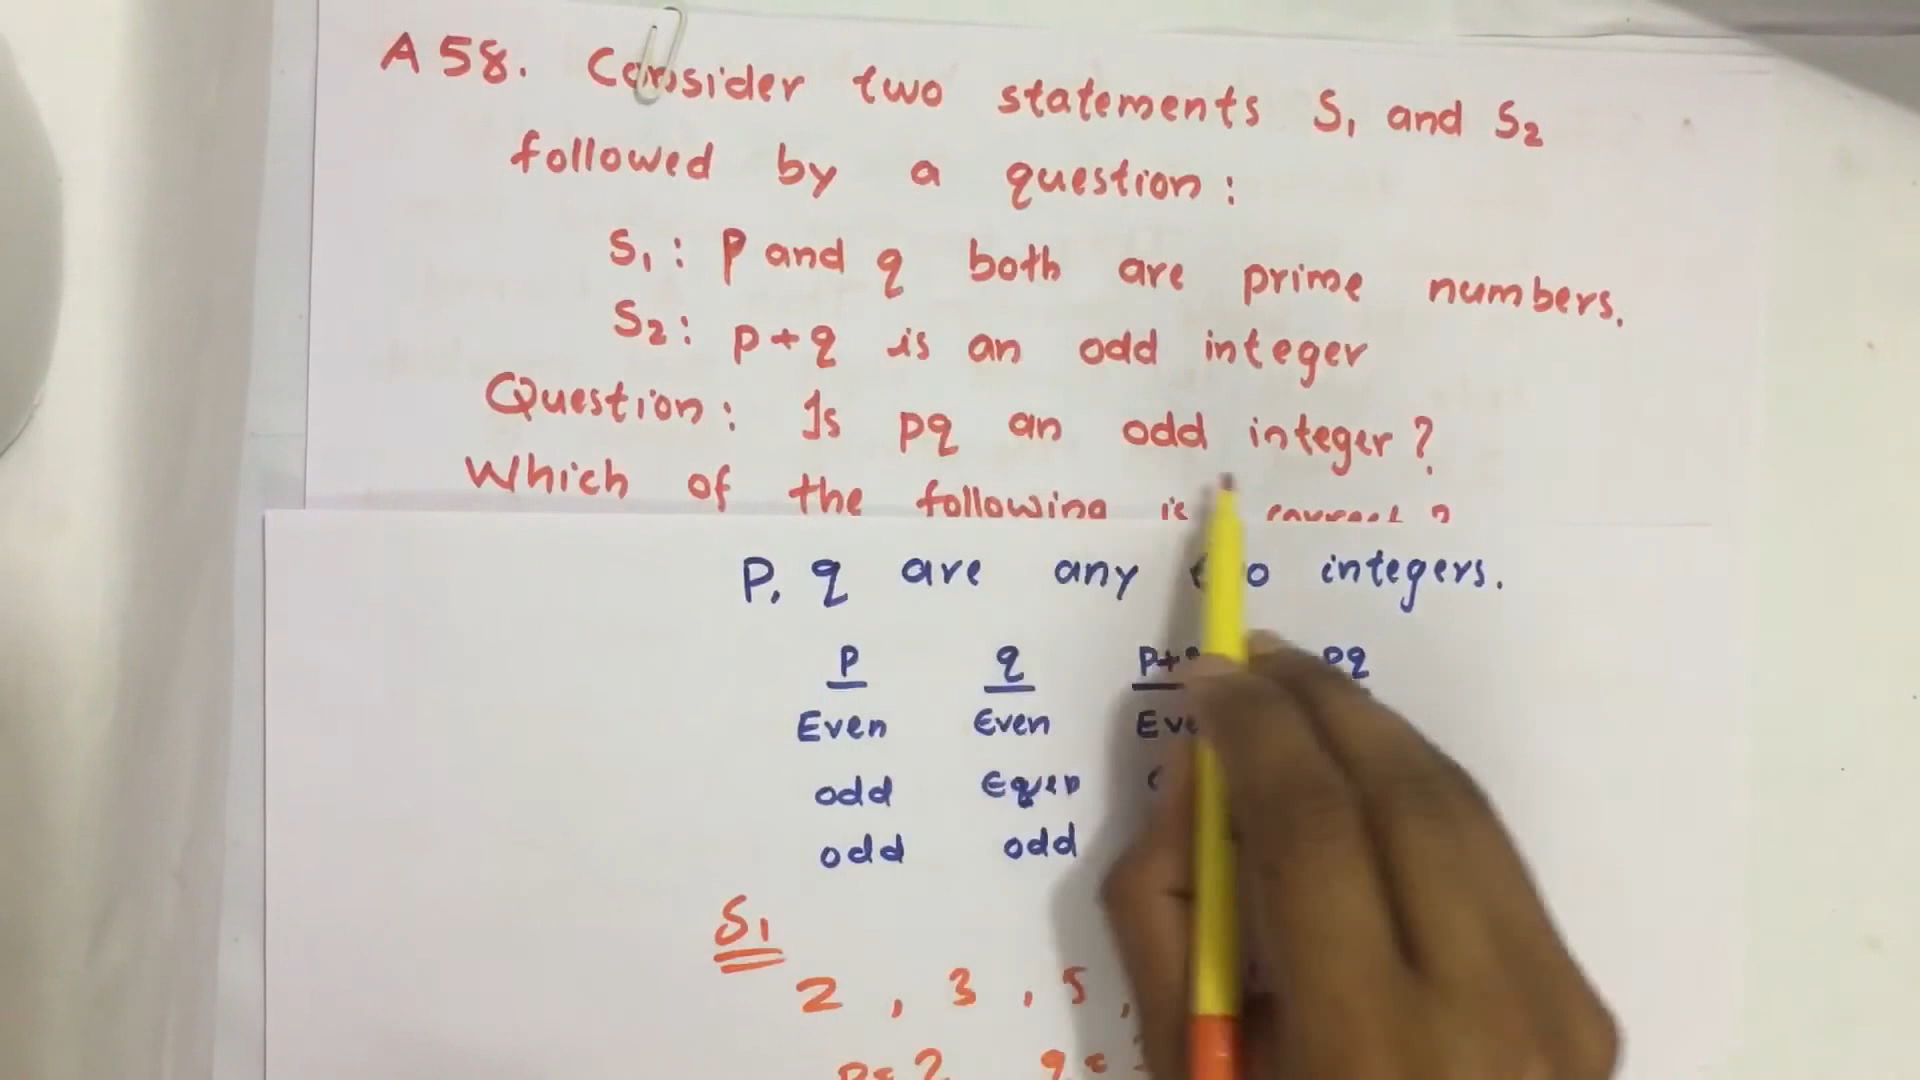 A 58. Consider two statements S₁ and S₂
followed by a question:
S₁: p and q both are prime numbers.
S₂: p+q is an odd integer
Question: Is pq an odd integer?
Which of the following is
P, q are any integers.
p q pq
Even Even
odd
odd odd
S₁
2, 3, 5,